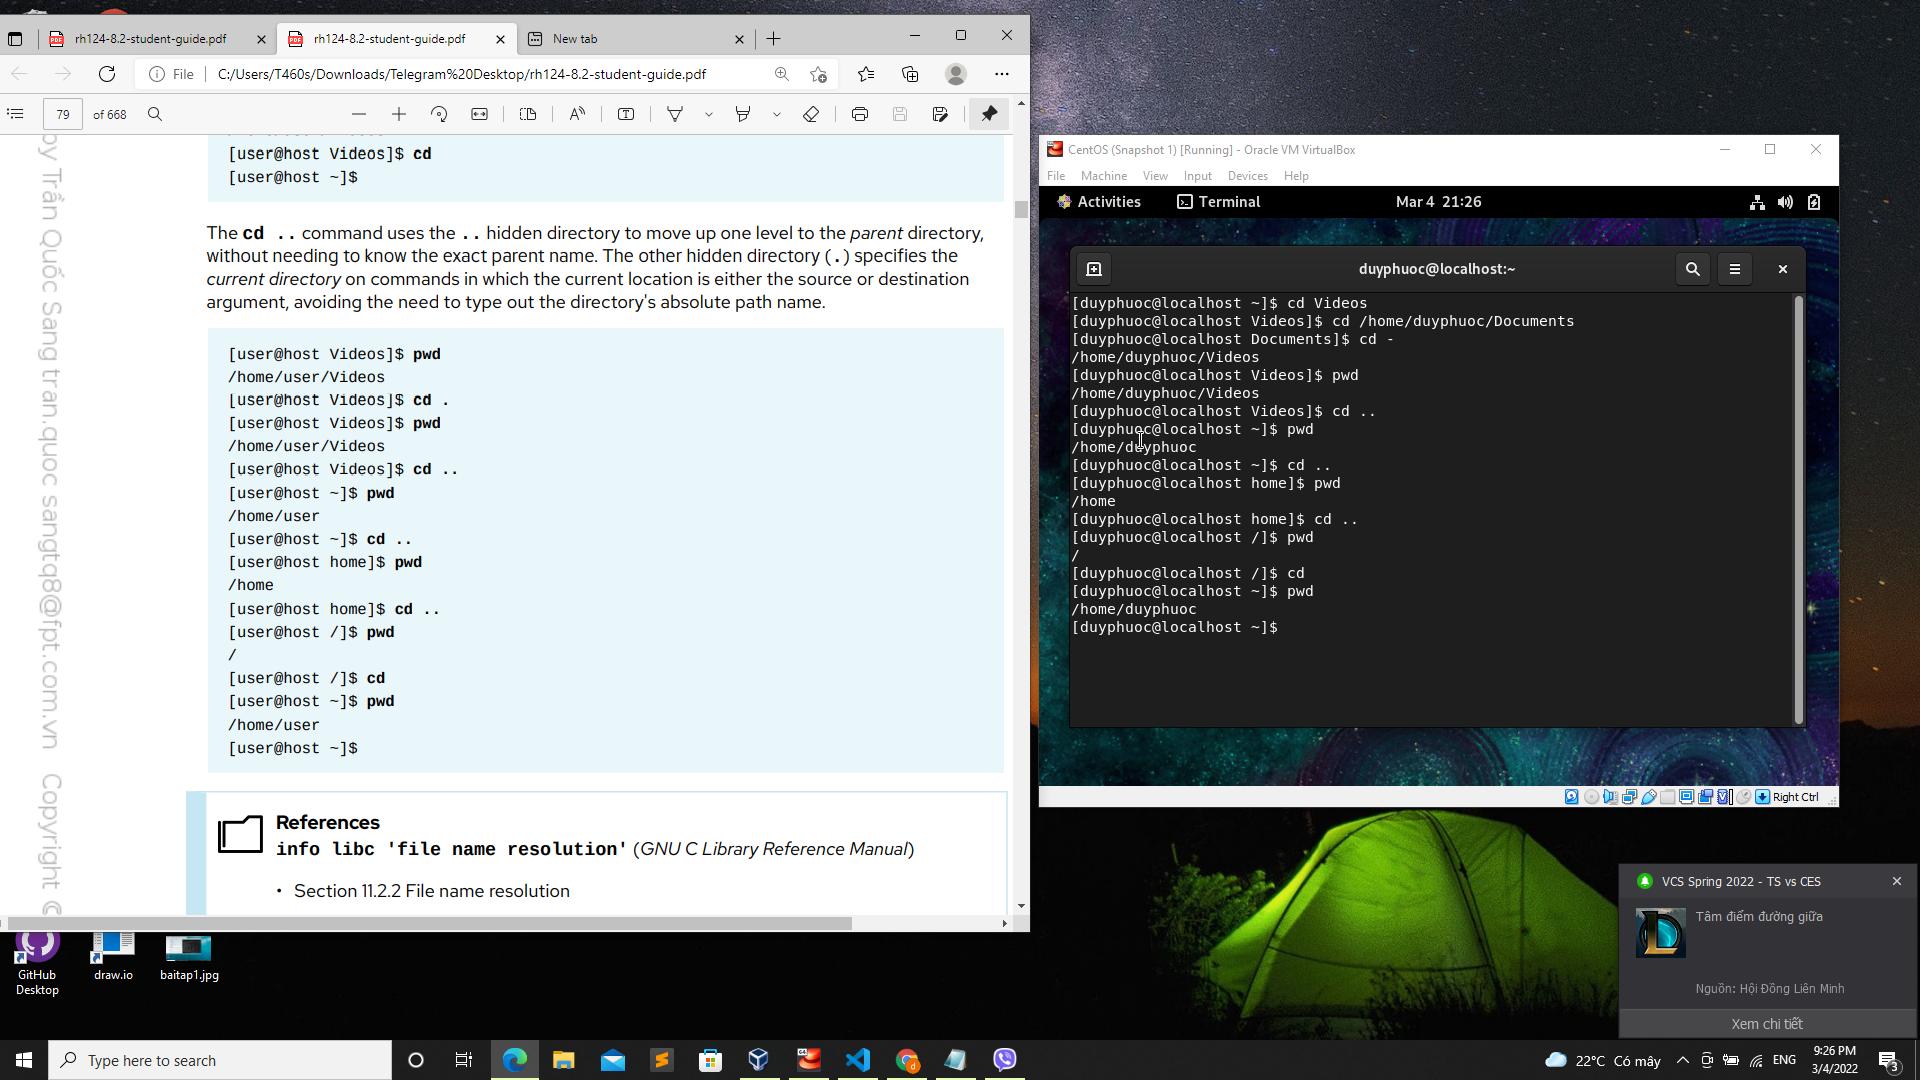 rh124-8.2-student-guide.pdf
rh124-8.2-student-guide.pdf
New tab
File
C:/Users/T460s/Downloads/Telegram%20Desktop/rh124-8.2-student-guide.pdf
79
of 668
by Trần Quốc Sang tran.quoc sangtq8@fpt.com.vn Copyright ©
[user@host Videos]$ cd
[user@host ~]$
The cd .. command uses the .. hidden directory to move up one level to the parent directory,
without needing to know the exact parent name. The other hidden directory (.) specifies the
current directory on commands in which the current location is either the source or destination
argument, avoiding the need to type out the directory's absolute path name.
[user@host Videos]$ pwd
/home/user/Videos
[user@host Videos]$ cd .
[user@host Videos]$ pwd
/home/user/Videos
[user@host Videos]$ cd ..
[user@host ~]$ pwd
/home/user
[user@host ~]$ cd ..
[user@host home]$ pwd
/home
[user@host home]$ cd ..
[user@host /]$ pwd
/
[user@host /]$ cd
[user@host ~]$ pwd
/home/user
[user@host ~]$
References
info libc 'file name resolution' (GNU C Library Reference Manual)
• Section 11.2.2 File name resolution
CentOS (Snapshot 1) [Running] - Oracle VM VirtualBox
File Machine View Input Devices Help
Activities Terminal Mar 4 21:26
duyphuoc@localhost:~
[duyphuoc@localhost ~]$ cd Videos
[duyphuoc@localhost Videos]$ cd /home/duyphuoc/Documents
[duyphuoc@localhost Documents]$ cd -
/home/duyphuoc/Videos
[duyphuoc@localhost Videos]$ pwd
/home/duyphuoc/Videos
[duyphuoc@localhost Videos]$ cd ..
[duyphuoc@localhost ~]$ pwd
/home/duyphuoc
[duyphuoc@localhost ~]$ cd ..
[duyphuoc@localhost home]$ pwd
/home
[duyphuoc@localhost home]$ cd ..
[duyphuoc@localhost /]$ pwd
/
[duyphuoc@localhost /]$ cd
[duyphuoc@localhost ~]$ pwd
/home/duyphuoc
[duyphuoc@localhost ~]$
Right Ctrl
VCS Spring 2022 - TS vs CES
Tâm điểm đường giữa
Nguồn: Hội Đồng Liên Minh
Xem chi tiết
GitHub
Desktop
draw.io
baitap1.jpg
Type here to search
22°C Có mây
ENG
9:26 PM
3/4/2022
3